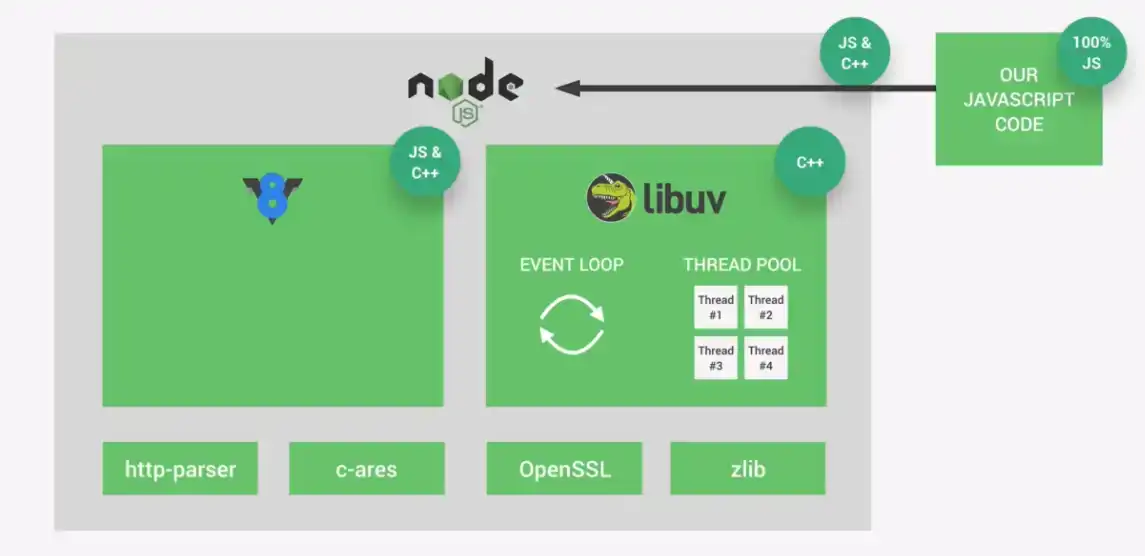 JS &
C++
100%
JS
node
JS
OUR
JAVASCRIPT
CODE
JS &
C++
V8
C++
libuv
EVENT LOOP
THREAD POOL
Thread
#1
Thread
#2
Thread
#3
Thread
#4
http-parser
c-ares
OpenSSL
zlib